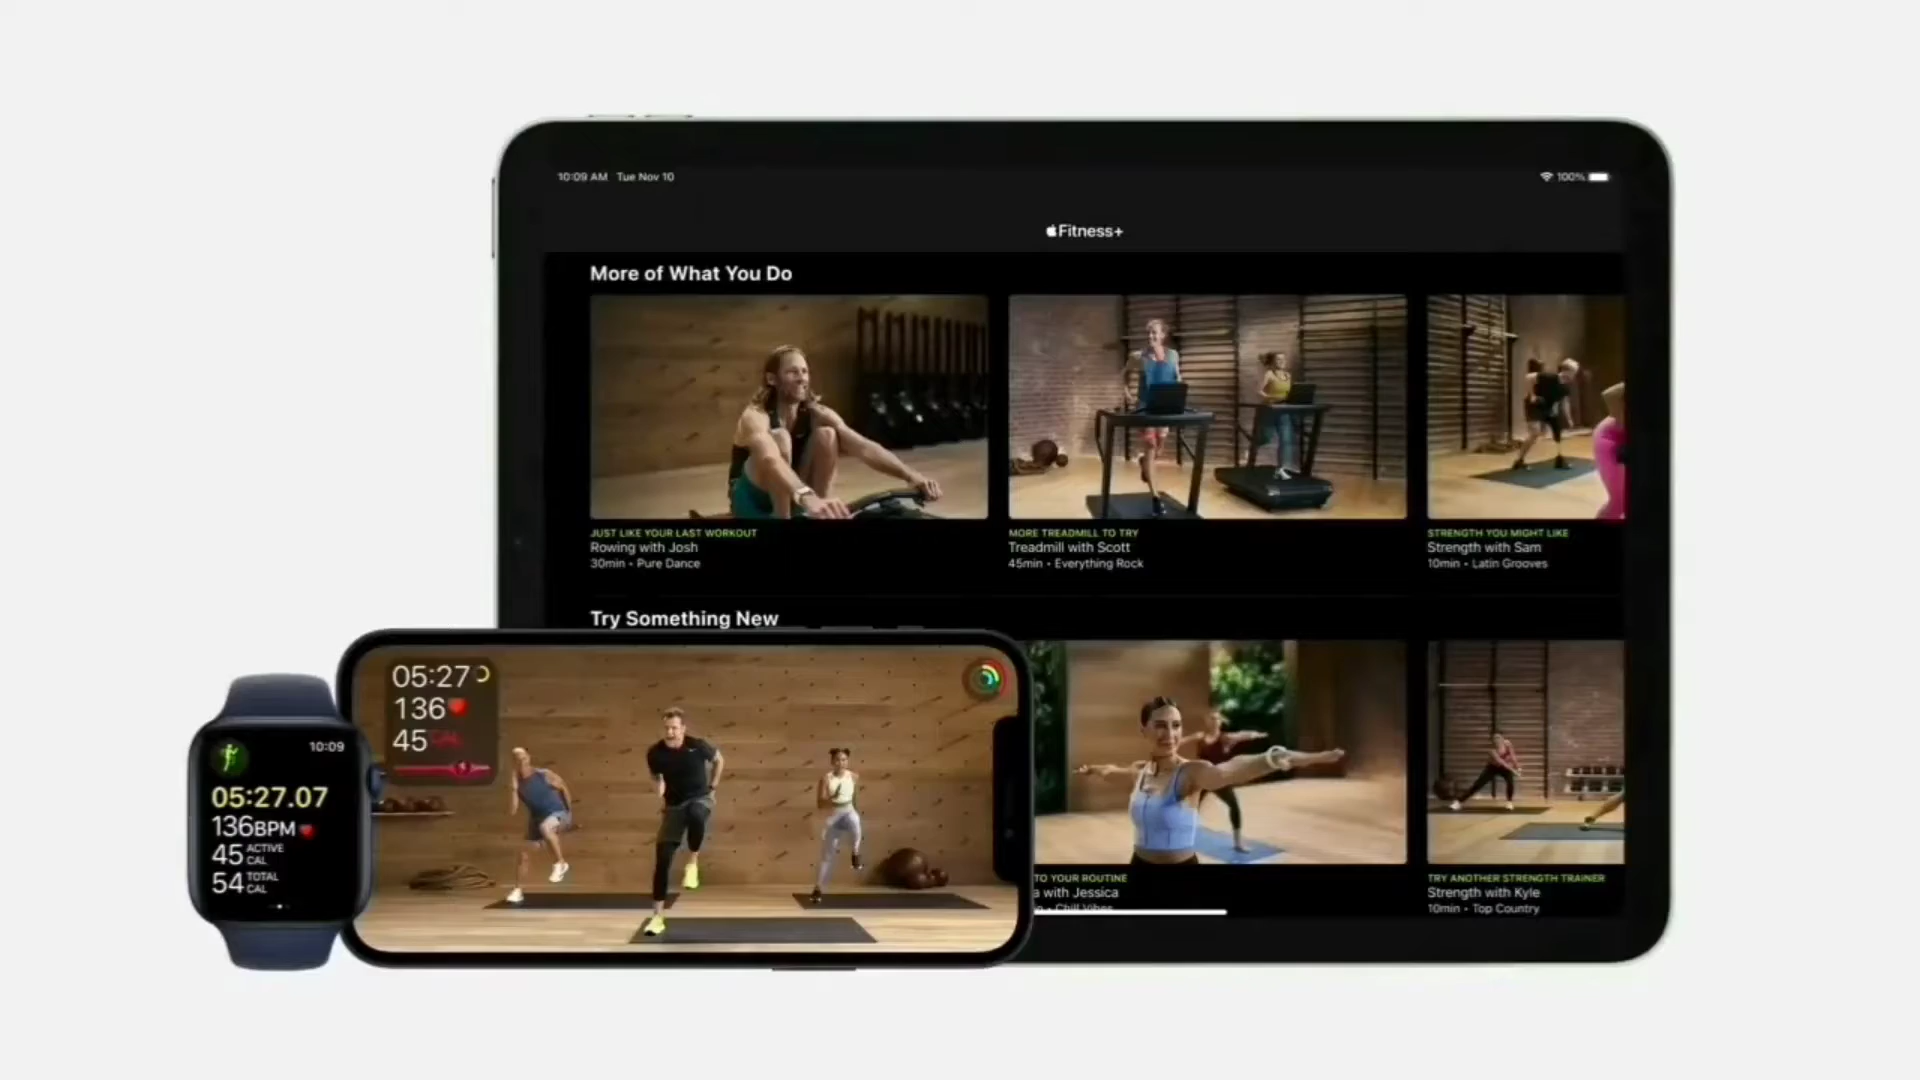 10:09 AM Tue Nov 10
100%
Fitness+
More of What You Do
JUST LIKE YOUR LAST WORKOUT
Rowing with Josh
30min • Pure Dance
MORE TREADMILL TO TRY
Treadmill with Scott
45min • Everything Rock
STRENGTH YOU MIGHT LIKE
Strength with Sam
10min • Latin Grooves
Try Something New
TO YOUR ROUTINE
a with Jessica
n • Chill Vibes
TRY ANOTHER STRENGTH TRAINER
Strength with Kyle
10min • Top Country
05:27
136
45 CAL
10:09
05:27.07
136BPM
45 ACTIVE CAL
54 TOTAL CAL